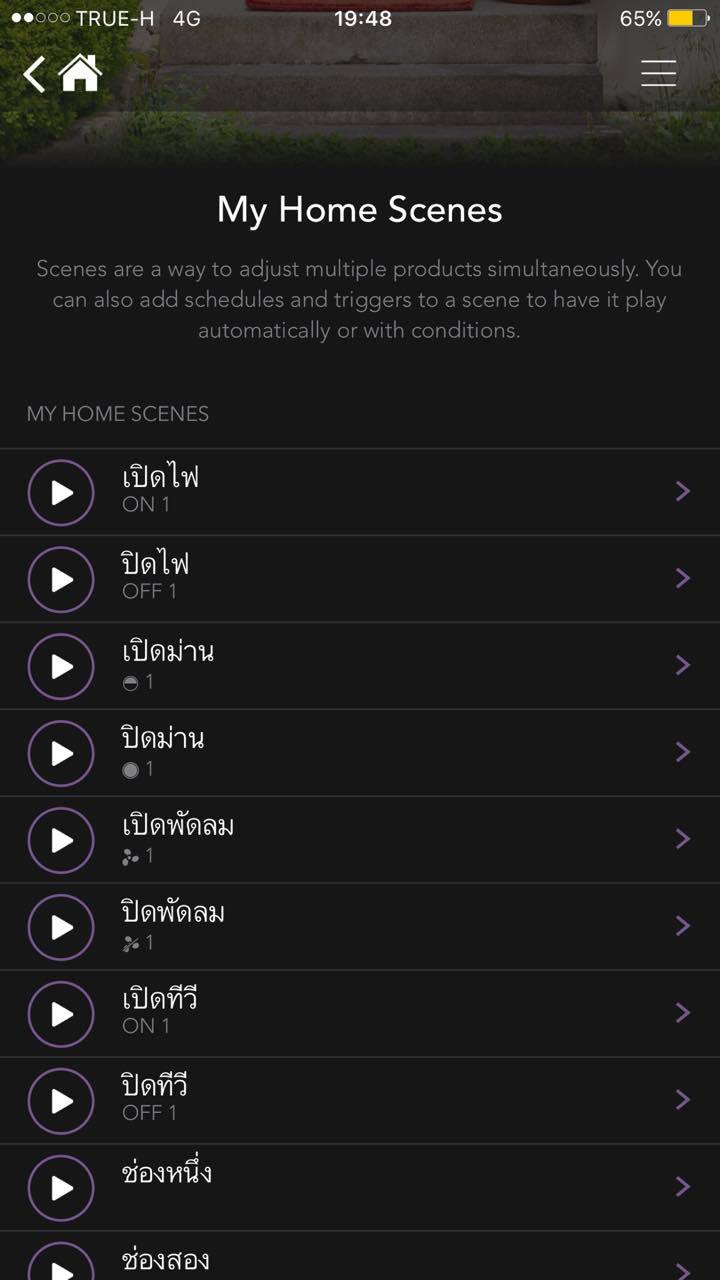 TRUE-H 4G 19:48 65%
My Home Scenes
Scenes are a way to adjust multiple products simultaneously. You
can also add schedules and triggers to a scene to have it play
automatically or with conditions.
MY HOME SCENES
เปิดไฟ
ON 1
ปิดไฟ
OFF 1
เปิดม่าน
1
ปิดม่าน
1
เปิดพัดลม
1
ปิดพัดลม
1
เปิดทีวี
ON 1
ปิดทีวี
OFF 1
ช่องหนึ่ง
ช่องสอง